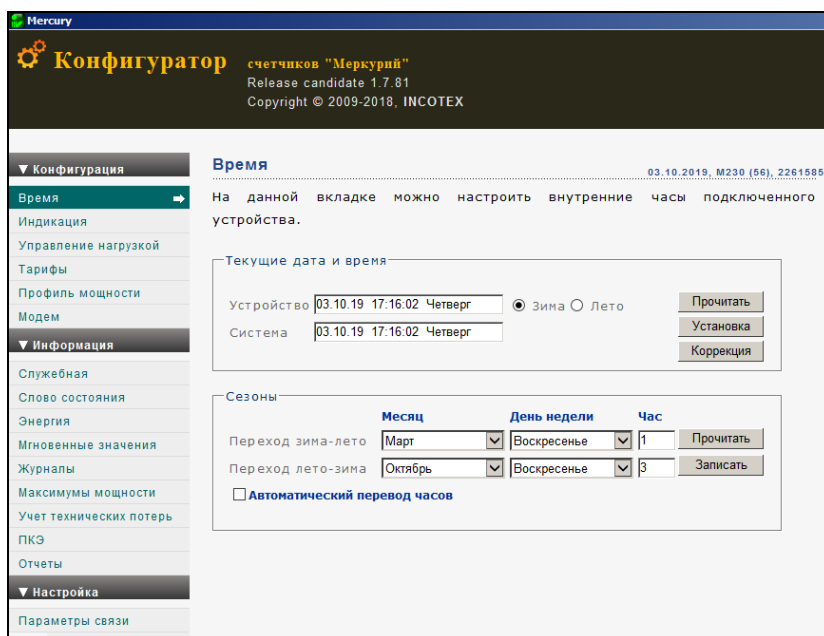 Mercury
Конфигуратор счетчиков "Меркурий"
Release candidate 1.7.81
Copyright © 2009-2018, INCOTEX
▼ Конфигурация
Время
Индикация
Управление нагрузкой
Тарифы
Профиль мощности
Модем
▼ Информация
Служебная
Слово состояния
Энергия
Мгновенные значения
Журналы
Максимумы мощности
Учет технических потерь
ПКЭ
Отчеты
▼ Настройка
Параметры связи
Время
03.10.2019, M230 (56), 2261585
На данной вкладке можно настроить внутренние часы подключенного
устройства.
Текущие дата и время
Устройство 03.10.19 17:16:02 Четверг Зима Лето Прочитать
Система 03.10.19 17:16:02 Четверг Установка
Коррекция
Сезоны
Месяц День недели Час
Переход зима-лето Март Воскресенье 1 Прочитать
Переход лето-зима Октябрь Воскресенье 3 Записать
Автоматический перевод часов